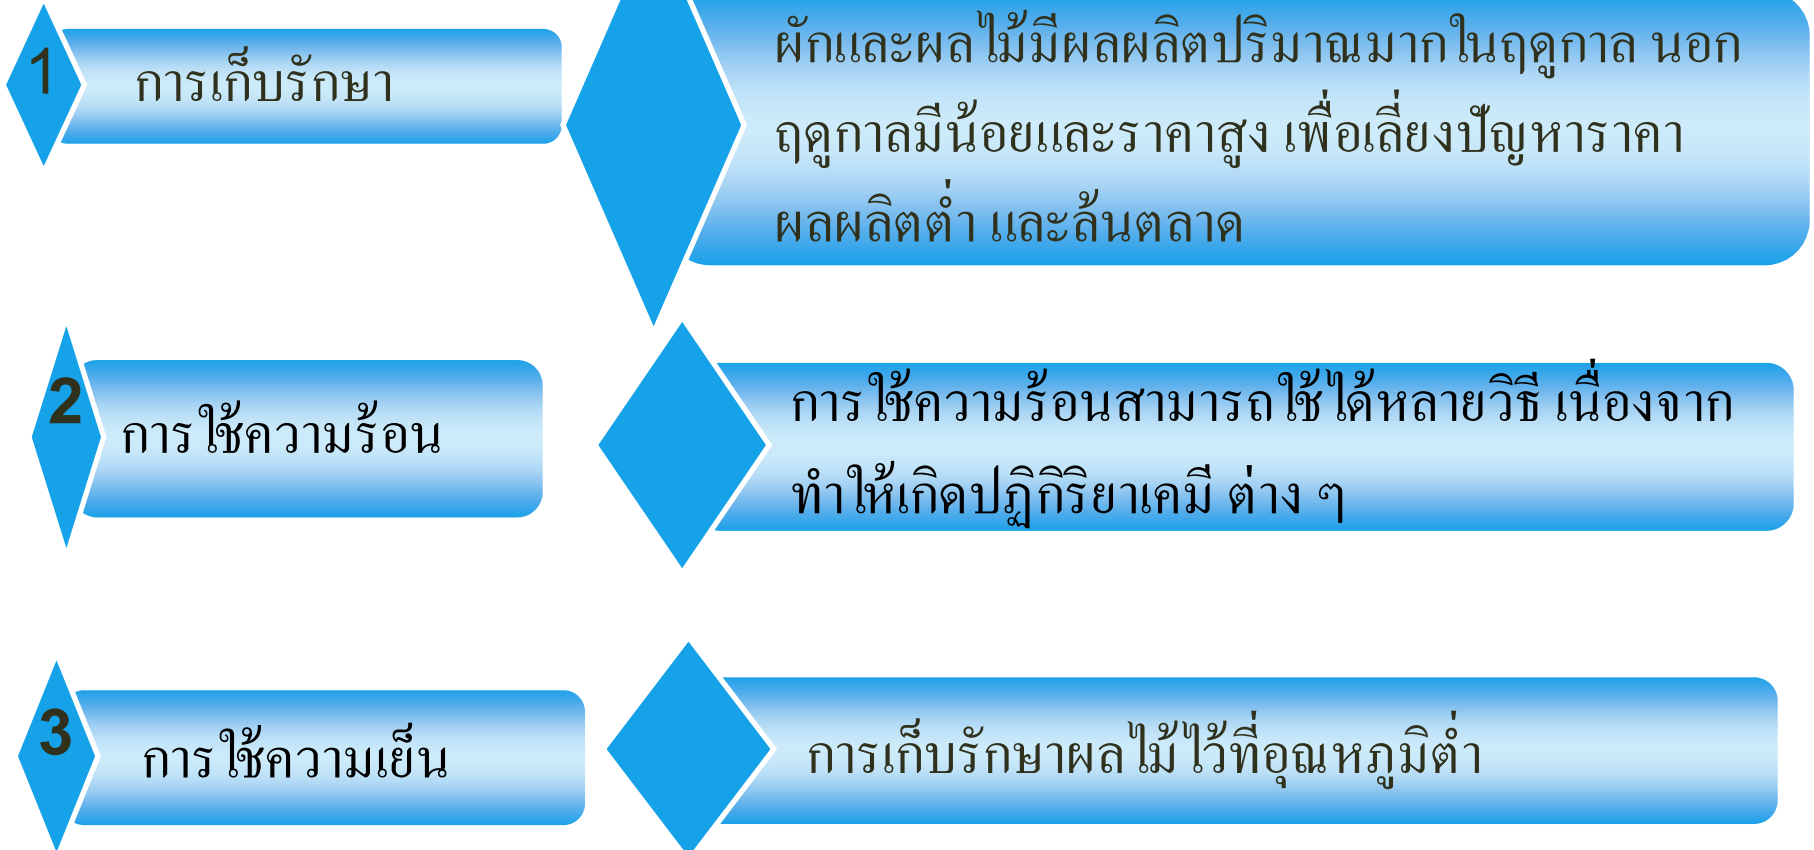 1
การเก็บรักษา
ผักและผลไม้มีผลผลิตปริมาณมากในฤดูกาล นอก
ฤดูกาลมีน้อยและราคาสูง เพื่อเลี่ยงปัญหาราคา
ผลผลิตต่ำ และล้นตลาด
2
การใช้ความร้อน
การใช้ความร้อนสามารถใช้ได้หลายวิธี เนื่องจาก
ทำให้เกิดปฏิกิริยาเคมี ต่าง ๆ
3
การใช้ความเย็น
การเก็บรักษาผลไม้ไว้ที่อุณหภูมิต่ำ